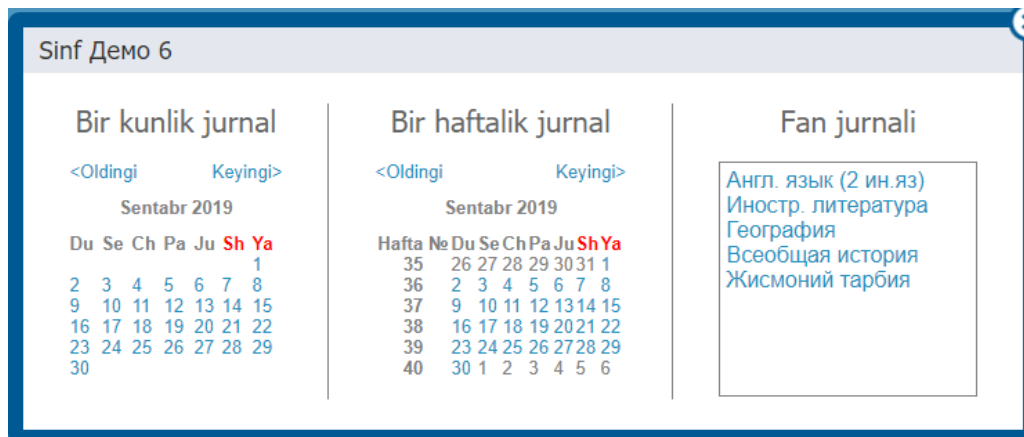 Sinf Демо 6
Bir kunlik jurnal
<Oldingi Keyingi>
Sentabr 2019
Du Se Ch Pa Ju Sh Ya
1
2 3 4 5 6 7 8
9 10 11 12 13 14 15
16 17 18 19 20 21 22
23 24 25 26 27 28 29
30
Bir haftalik jurnal
<Oldingi Keyingi>
Sentabr 2019
Hafta № Du Se Ch Pa Ju Sh Ya
35 26 27 28 29 30 31 1
36 2 3 4 5 6 7 8
37 9 10 11 12 13 14 15
38 16 17 18 19 20 21 22
39 23 24 25 26 27 28 29
40 30 1 2 3 4 5 6
Fan jurnali
Англ. язык (2 ин.яз)
Иностр. литература
География
Всеобщая история
Жисмоний тарбия